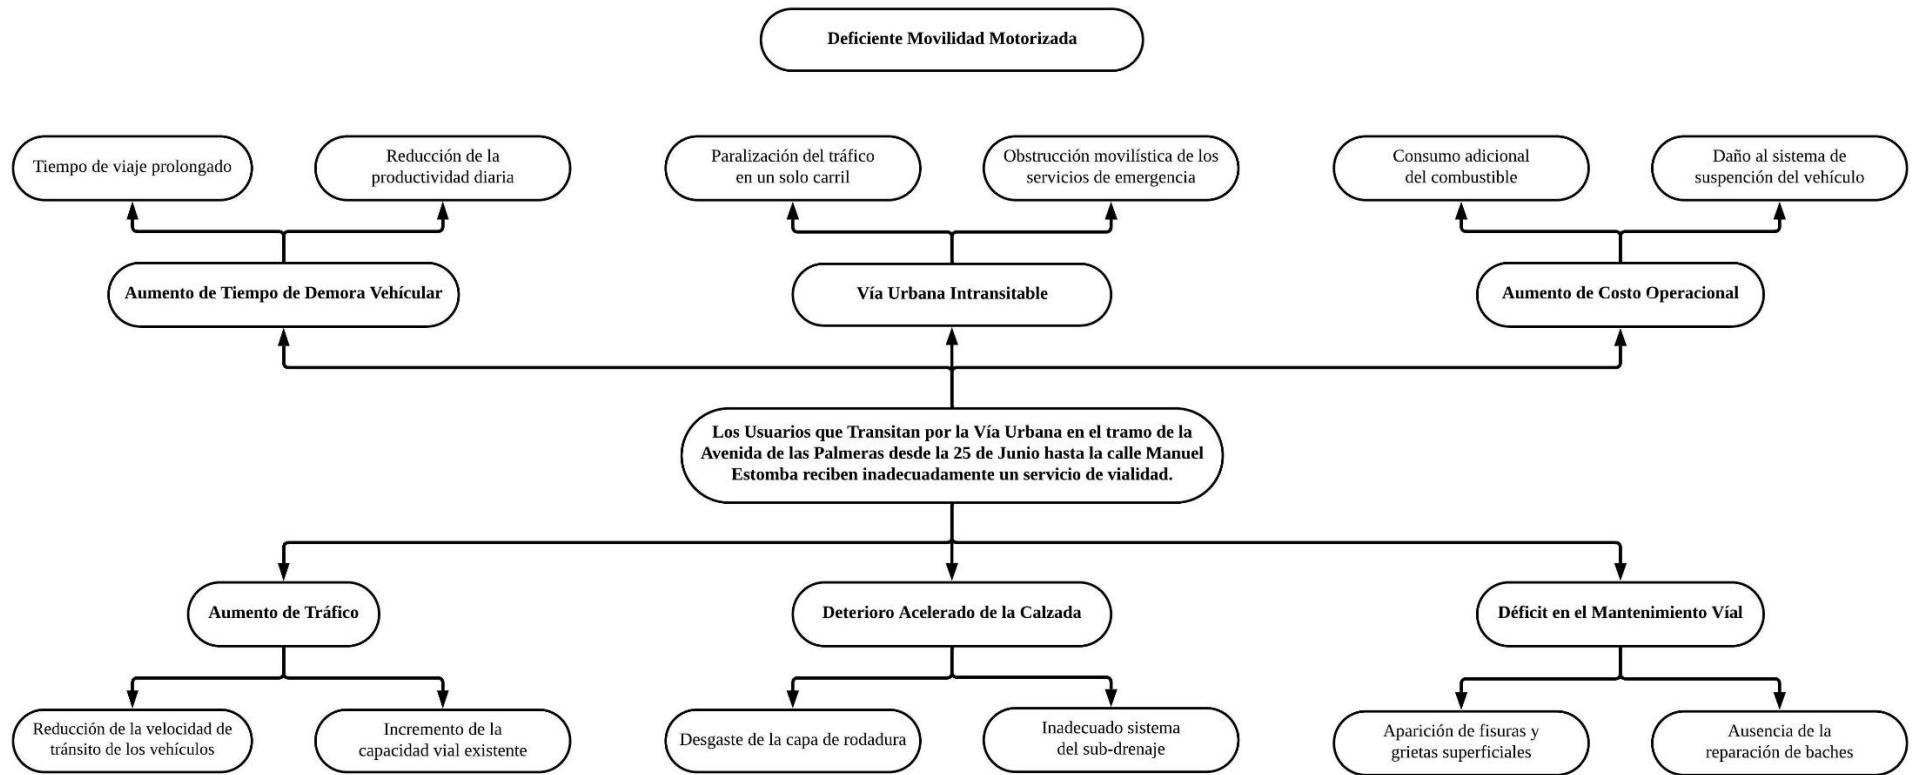 Deficiente Movilidad Motorizada
Tiempo de viaje prolongado
Reducción de la
productividad diaria
Paralización del tráfico
en un solo carril
Obstrucción movilística de los
servicios de emergencia
Consumo adicional
del combustible
Daño al sistema de
suspención del vehículo
Aumento de Tiempo de Demora Vehícular
Vía Urbana Intransitable
Aumento de Costo Operacional
Los Usuarios que Transitan por la Vía Urbana en el tramo de la
Avenida de las Palmeras desde la 25 de Junio hasta la calle Manuel
Estomba reciben inadecuadamente un servicio de vialidad.
Aumento de Tráfico
Deterioro Acelerado de la Calzada
Déficit en el Mantenimiento Víal
Reducción de la velocidad de
tránsito de los vehículos
Incremento de la
capacidad vial existente
Desgaste de la capa de rodadura
Inadecuado sistema
del sub-drenaje
Aparición de fisuras y
grietas superficiales
Ausencia de la
reparación de baches